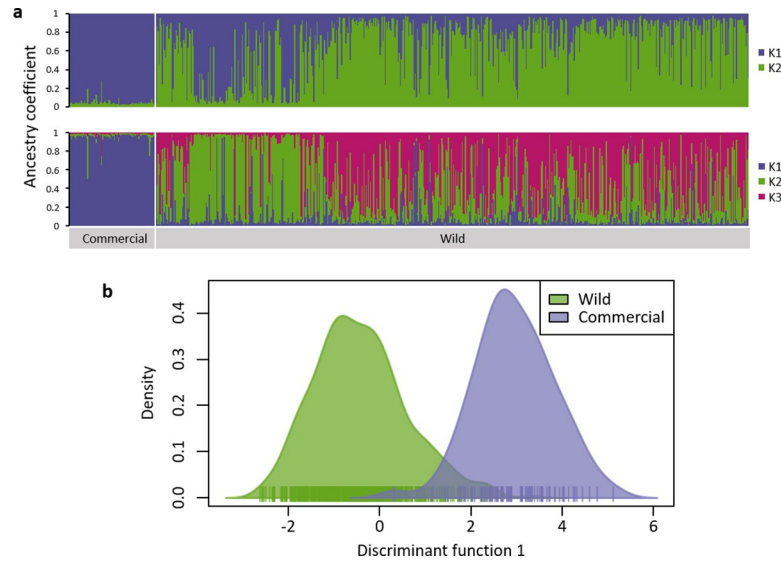 a
Ancestry coefficient
1
0.8
0.6
0.4
0.2
0
K1
K2
1
0.8
0.6
0.4
0.2
0
K1
K2
K3
Commercial Wild
b
Wild
Commercial
Density
0.4
0.3
0.2
0.1
0.0
-2 0 2 4 6
Discriminant function 1